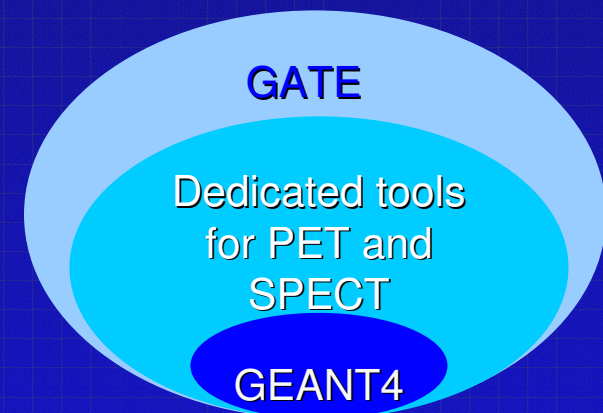 GATE
Dedicated tools
for PET and
SPECT
GEANT4